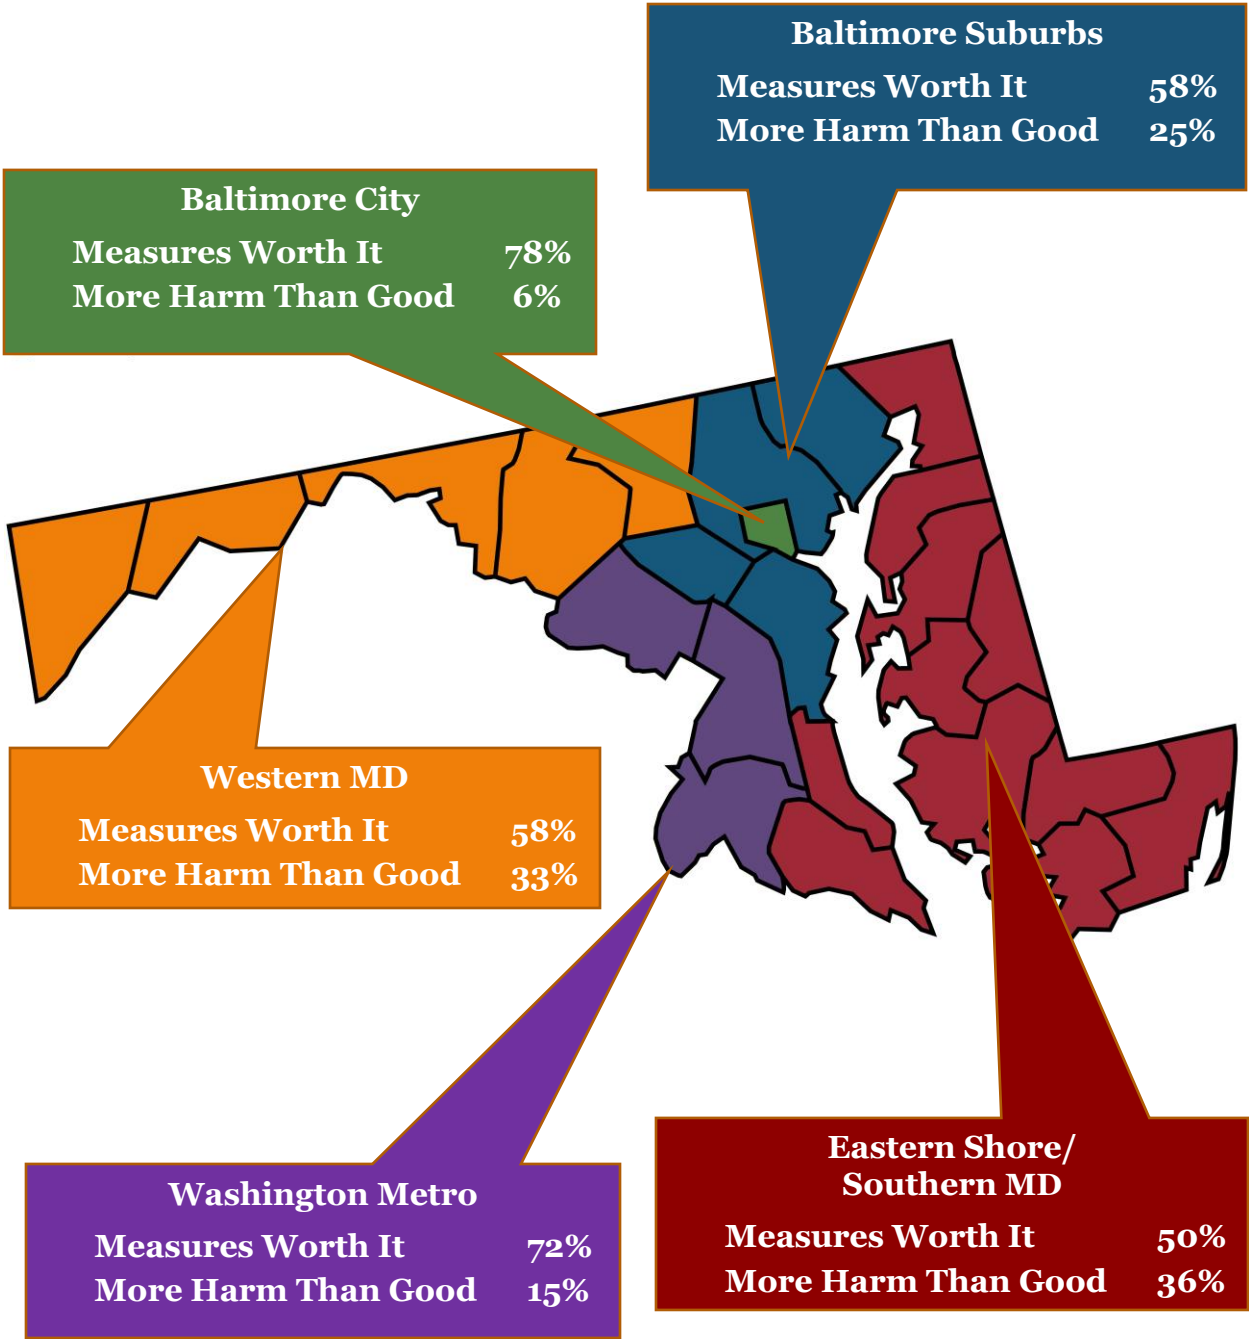 Baltimore Suburbs
Measures Worth It 58%
More Harm Than Good 25%
Baltimore City
Measures Worth It 78%
More Harm Than Good 6%
Western MD
Measures Worth It 58%
More Harm Than Good 33%
Washington Metro
Measures Worth It 72%
More Harm Than Good 15%
Eastern Shore/
Southern MD
Measures Worth It 50%
More Harm Than Good 36%